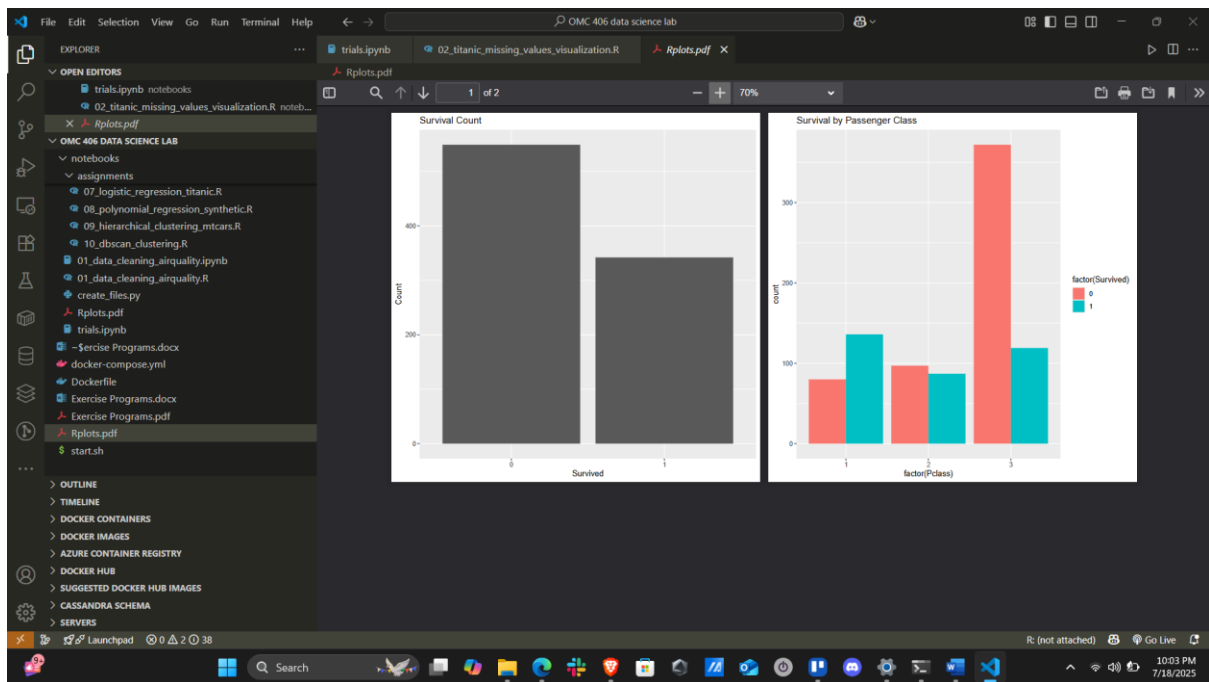 File Edit Selection View Go Run Terminal Help
OMC 406 data science lab
EXPLORER
trials.ipynb
02_titanic_missing_values_visualization.R
Rplots.pdf
OPEN EDITORS
trials.ipynb notebooks
02_titanic_missing_values_visualization.R noteb...
Rplots.pdf
OMC 406 DATA SCIENCE LAB
notebooks
assignments
07_logistic_regression_titanic.R
08_polynomial_regression_synthetic.R
09_hierarchical_clustering_mtcars.R
10_dbscan_clustering.R
01_data_cleaning_airquality.ipynb
01_data_cleaning_airquality.R
create_files.py
Rplots.pdf
trials.ipynb
~$ercise Programs.docx
docker-compose.yml
Dockerfile
Exercise Programs.docx
Exercise Programs.pdf
Rplots.pdf
$ start.sh
OUTLINE
TIMELINE
DOCKER CONTAINERS
DOCKER IMAGES
AZURE CONTAINER REGISTRY
DOCKER HUB
SUGGESTED DOCKER HUB IMAGES
CASSANDRA SCHEMA
SERVERS
Rplots.pdf
1 of 2
70%
Survival Count
400
200
0
Count
0 1
Survived
Survival by Passenger Class
300
200
100
0
count
1 2 3
factor(Pclass)
factor(Survived)
0
1
Launchpad 0 2 38
R: (not attached)
Go Live
9+
Search
10:03 PM
7/18/2025